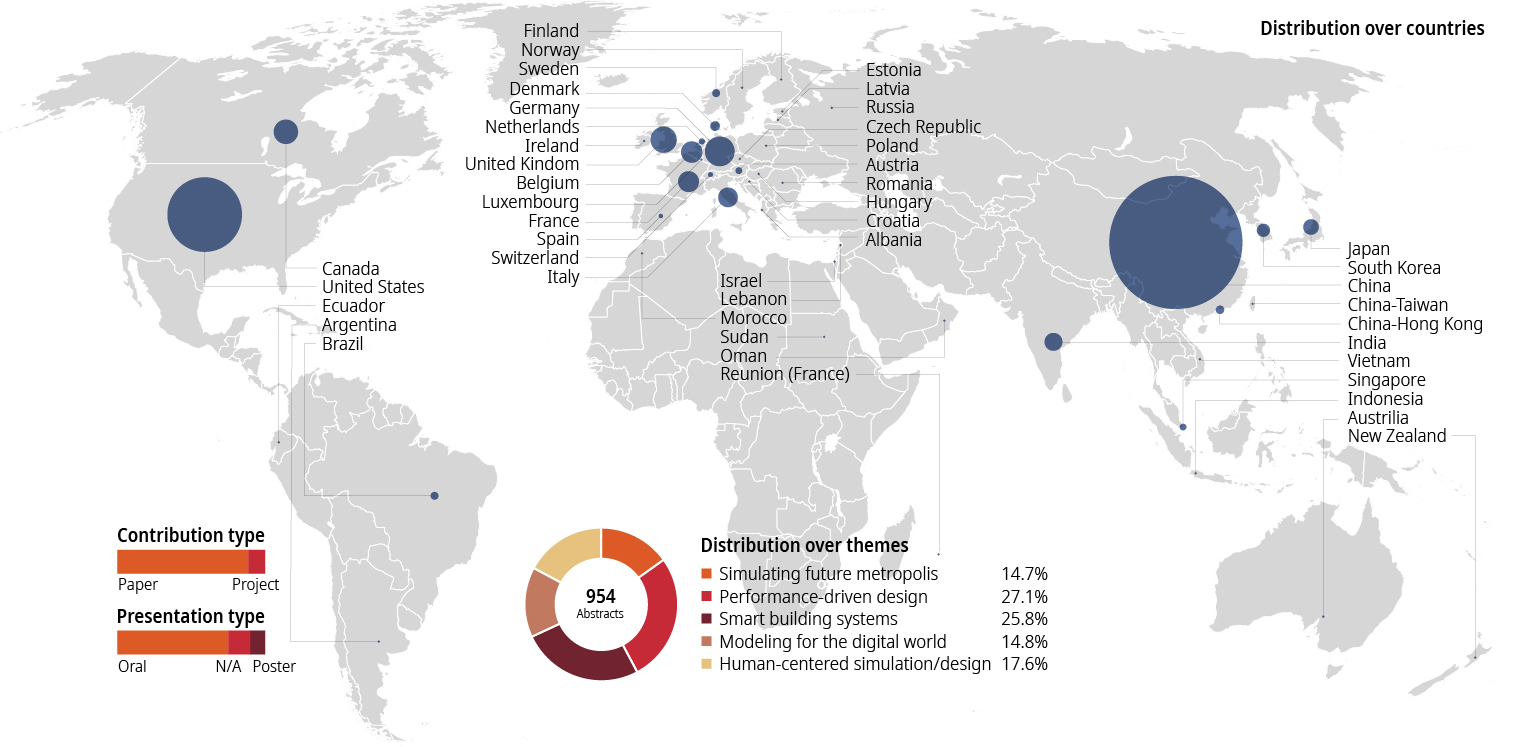 Distribution over countries
Finland
Norway
Sweden
Denmark
Germany
Netherlands
Ireland
United Kindom
Belgium
Luxembourg
France
Spain
Switzerland
Italy
Estonia
Latvia
Russia
Czech Republic
Poland
Austria
Romania
Hungary
Croatia
Albania
Canada
United States
Ecuador
Argentina
Brazil
Israel
Lebanon
Morocco
Sudan
Oman
Reunion (France)
Japan
South Korea
China
China-Taiwan
China-Hong Kong
India
Vietnam
Singapore
Indonesia
Austrilia
New Zealand
Contribution type
Paper Project
Presentation type
Oral N/A Poster
954
Abstracts
Distribution over themes
Simulating future metropolis 14.7%
Performance-driven design 27.1%
Smart building systems 25.8%
Modeling for the digital world 14.8%
Human-centered simulation/design 17.6%